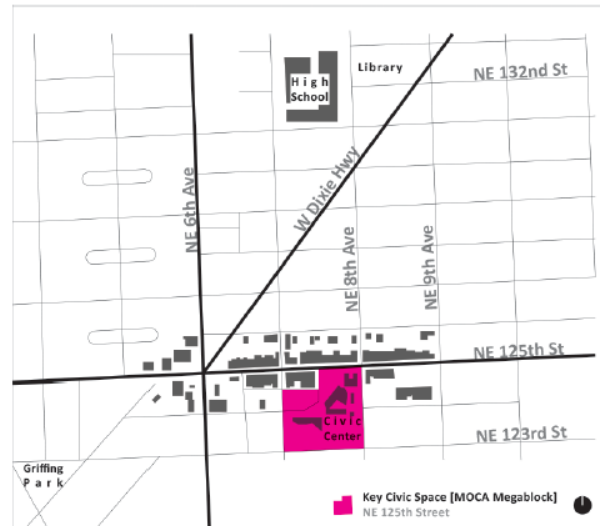 High
School
Library
NE 132nd St
NE 6th Ave
W Dixie Hwy
NE 8th Ave
NE 9th Ave
NE 125th St
Civic
Center
NE 123rd St
Griffing
Park
Key Civic Space [MOCA Megablock]
NE 125th Street